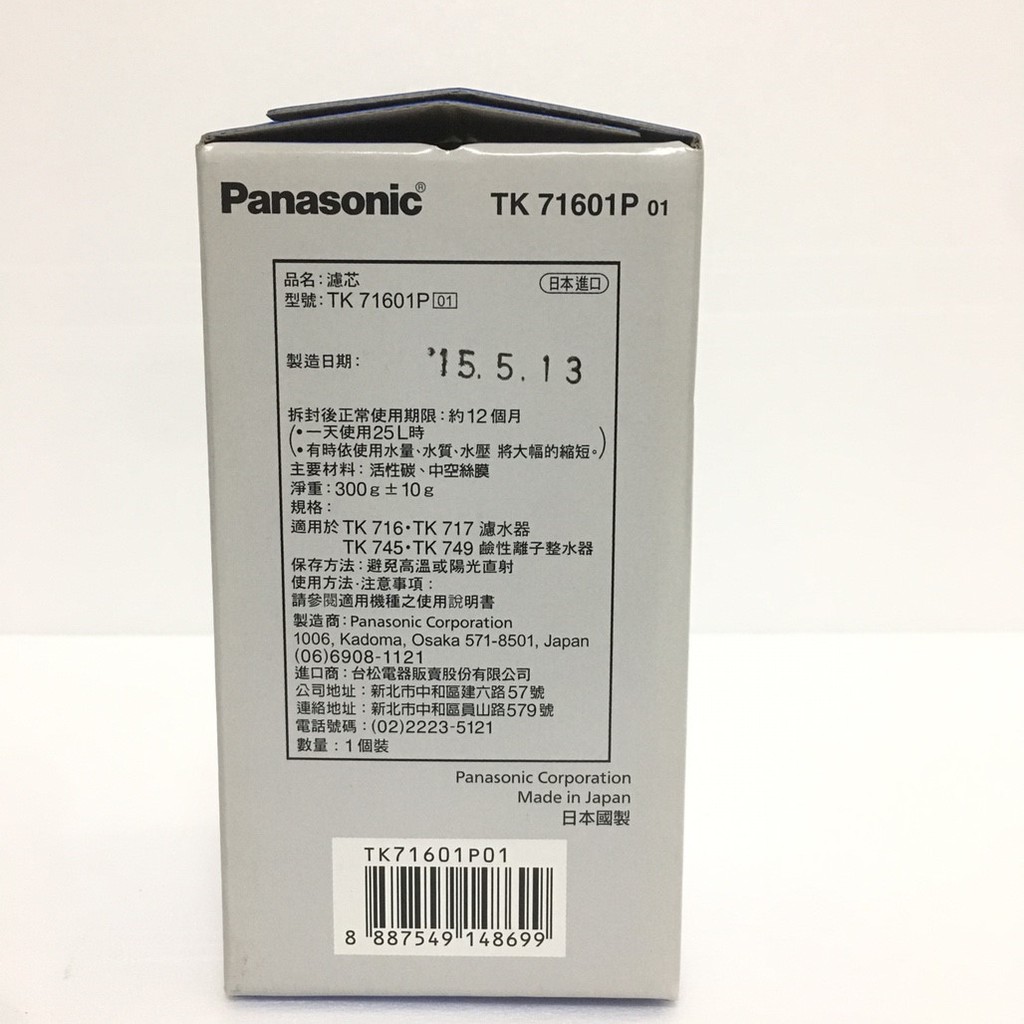 Panasonic® TK 71601P 01
品名：濾芯 日本進口
型號：TK 71601P 01
製造日期： '15.5.13
拆封後正常使用期限：約12個月
(•一天使用25L時
•有時依使用水量、水質、水壓 將大幅的縮短。)
主要材料：活性碳、中空絲膜
淨重：300g±10g
規格：
適用於 TK 716・TK 717 濾水器
TK 745・TK 749 鹼性離子整水器
保存方法：避免高溫或陽光直射
使用方法·注意事項：
請參閱適用機種之使用說明書
製造商：Panasonic Corporation
1006, Kadoma, Osaka 571-8501, Japan
(06)6908-1121
進口商：台松電器販賣股份有限公司
公司地址：新北市中和區建六路57號
連絡地址：新北市中和區員山路579號
電話號碼：(02)2223-5121
數量：1個裝
Panasonic Corporation
Made in Japan
日本國製
TK71601P01
8 887549 148699